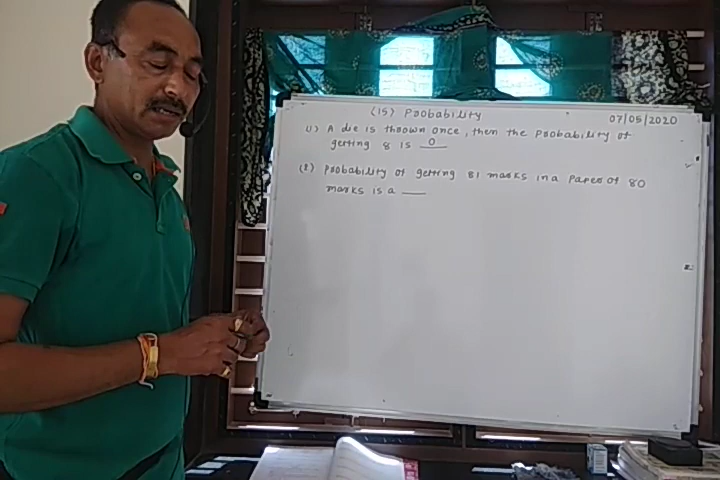 (15) Probability
07/05/2020
(1) A die is thrown once, then the probability of
getting 8 is 0
(2) Probability of getting 81 marks in a paper of 80
marks is a